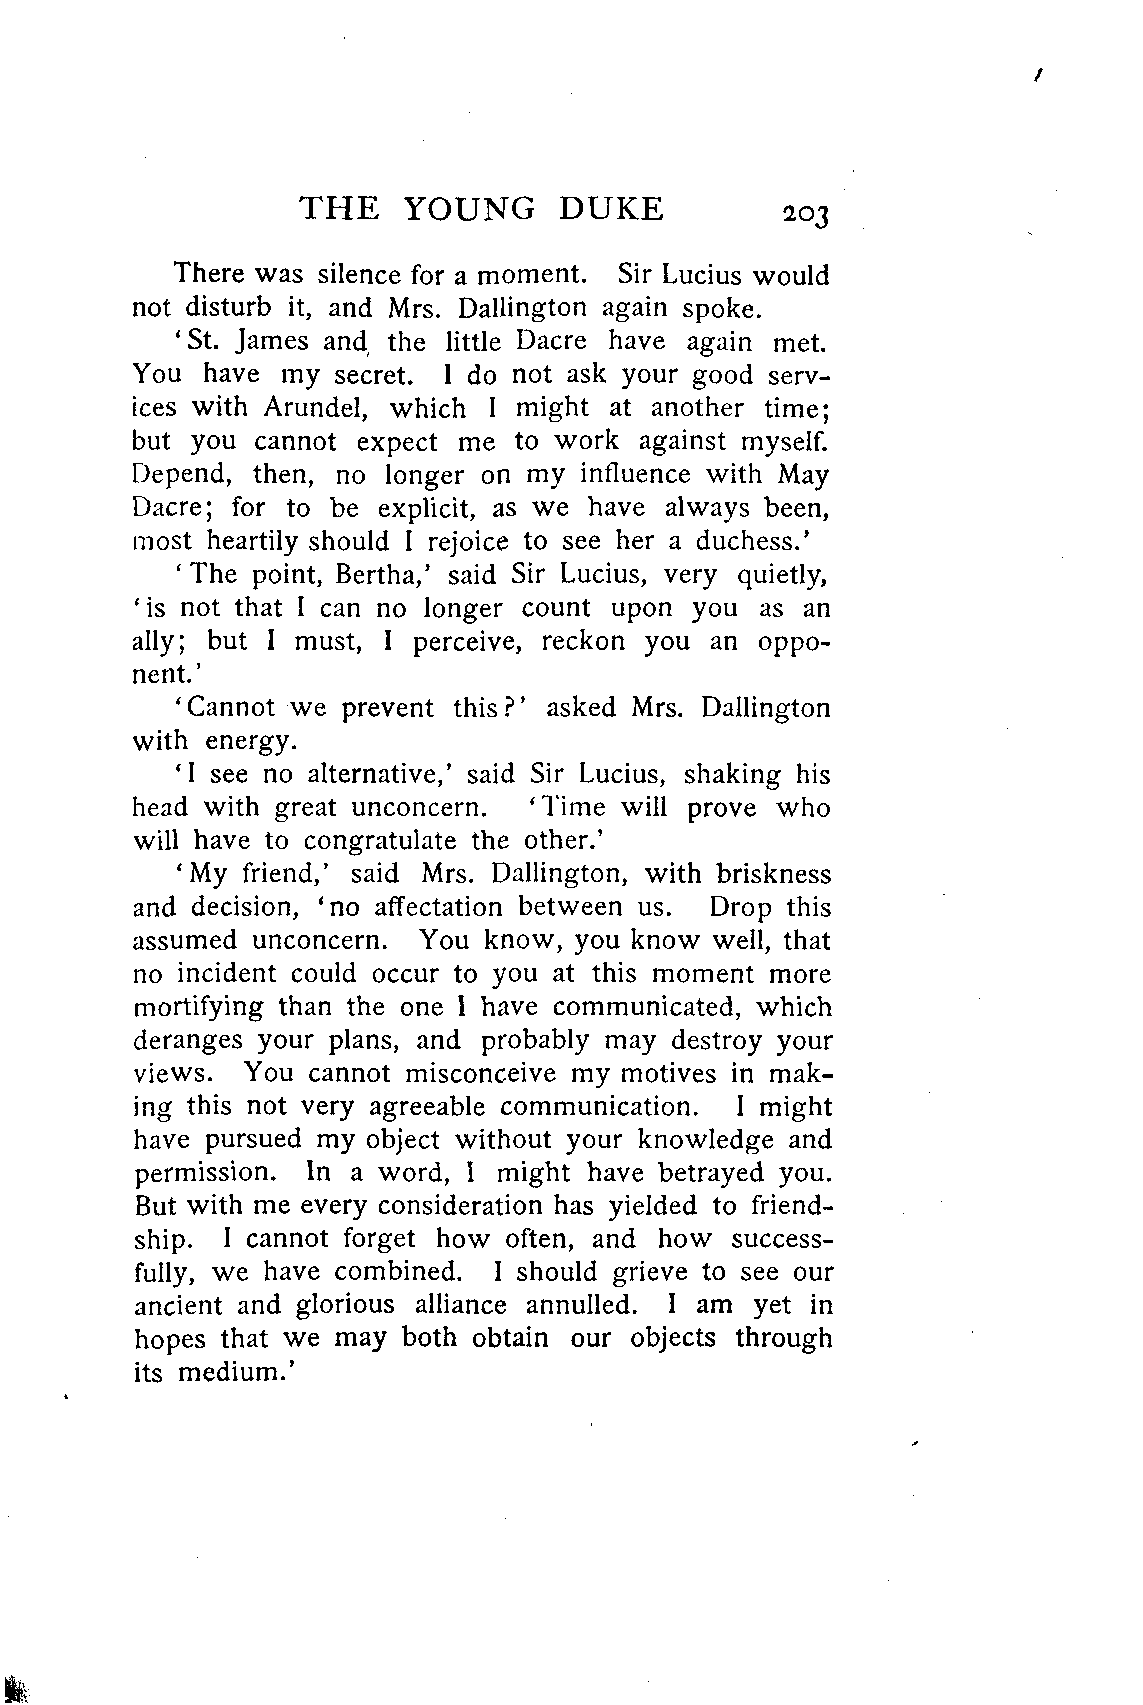 THE YOUNG DUKE 203
There was silence for a moment. Sir Lucius would
not disturb it, and Mrs. Dallington again spoke.
‘St. James and the little Dacre have again met.
You have my secret. I do not ask your good serv-
ices with Arundel, which I might at another time;
but you cannot expect me to work against myself.
Depend, then, no longer on my influence with May
Dacre; for to be explicit, as we have always been,
most heartily should I rejoice to see her a duchess.’
‘The point, Bertha,’ said Sir Lucius, very quietly,
‘is not that I can no longer count upon you as an
ally; but I must, I perceive, reckon you an oppo-
nent.’
‘Cannot we prevent this?’ asked Mrs. Dallington
with energy.
‘I see no alternative,’ said Sir Lucius, shaking his
head with great unconcern. ‘Time will prove who
will have to congratulate the other.’
‘My friend,’ said Mrs. Dallington, with briskness
and decision, ‘no affectation between us. Drop this
assumed unconcern. You know, you know well, that
no incident could occur to you at this moment more
mortifying than the one I have communicated, which
deranges your plans, and probably may destroy your
views. You cannot misconceive my motives in mak-
ing this not very agreeable communication. I might
have pursued my object without your knowledge and
permission. In a word, I might have betrayed you.
But with me every consideration has yielded to friend-
ship. I cannot forget how often, and how success-
fully, we have combined. I should grieve to see our
ancient and glorious alliance annulled. I am yet in
hopes that we may both obtain our objects through
its medium.’